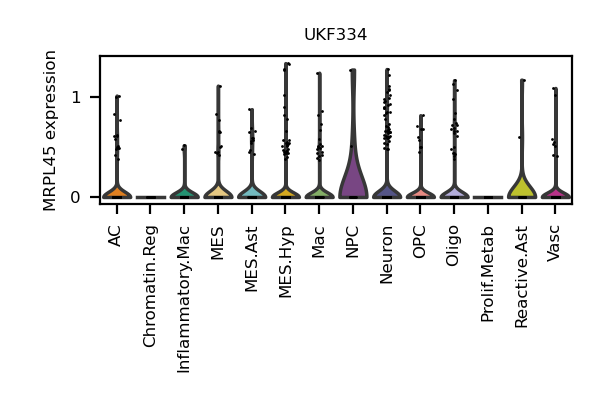 UKF334
MRPL45 expression
1
0
AC
Chromatin.Reg
Inflammatory.Mac
MES
MES.Ast
MES.Hyp
Mac
NPC
Neuron
OPC
Oligo
Prolif.Metab
Reactive.Ast
Vasc